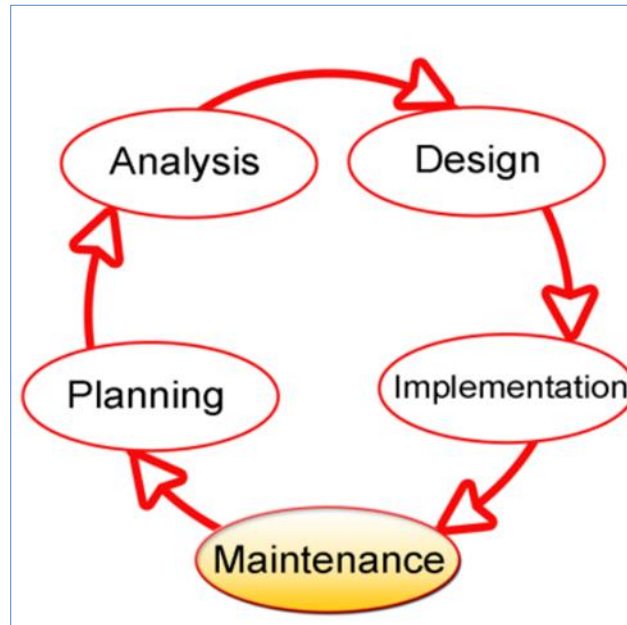 Analysis
Design
Planning
Implementation
Maintenance